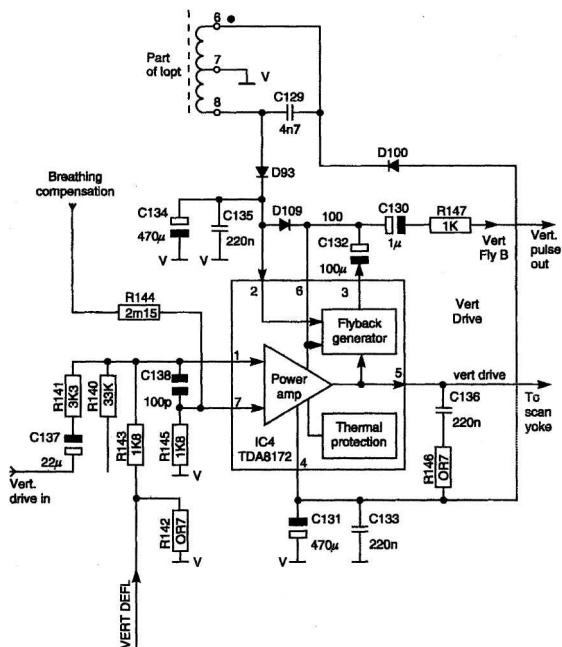 6
Part
of lopt
7
V
C129
8
4n7
D100
D93
Breathing
compensation
C134
C135
D109
100
C130
R147
1K
470µ
220n
C132
1µ
Vert
Fly B
Vert.
pulse
out
V
V
100µ
2
6
3
Vert
Drive
R144
2m15
Flyback
generator
R141
3K3
R140
33K
C138
1
5
vert drive
Power
amp
100p
7
C136
To
scan
yoke
C137
R143
1K8
R145
1K8
IC4
TDA8172
Thermal
protection
220n
22µ
4
R146
OR7
Vert.
drive in
V
R142
OR7
C131
C133
470µ
220n
V
V
VERT DEFL